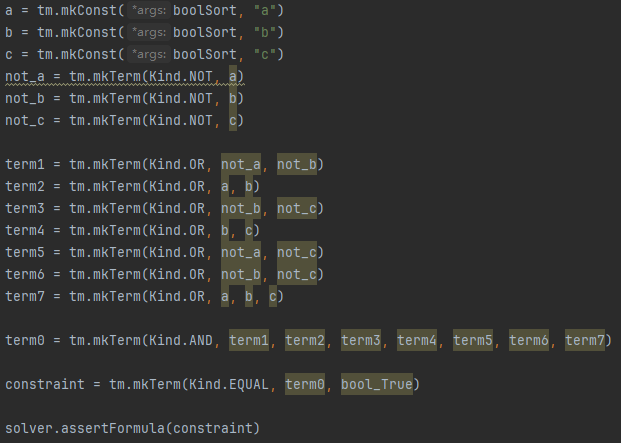 a = tm.mkConst( *args: boolSort, "a")
b = tm.mkConst( *args: boolSort, "b")
c = tm.mkConst( *args: boolSort, "c")
not_a = tm.mkTerm(Kind.NOT, a)
not_b = tm.mkTerm(Kind.NOT, b)
not_c = tm.mkTerm(Kind.NOT, c)
term1 = tm.mkTerm(Kind.OR, not_a, not_b)
term2 = tm.mkTerm(Kind.OR, a, b)
term3 = tm.mkTerm(Kind.OR, not_b, not_c)
term4 = tm.mkTerm(Kind.OR, b, c)
term5 = tm.mkTerm(Kind.OR, not_a, not_c)
term6 = tm.mkTerm(Kind.OR, not_b, not_c)
term7 = tm.mkTerm(Kind.OR, a, b, c)
term0 = tm.mkTerm(Kind.AND, term1, term2, term3, term4, term5, term6, term7)
constraint = tm.mkTerm(Kind.EQUAL, term0, bool_True)
solver.assertFormula(constraint)